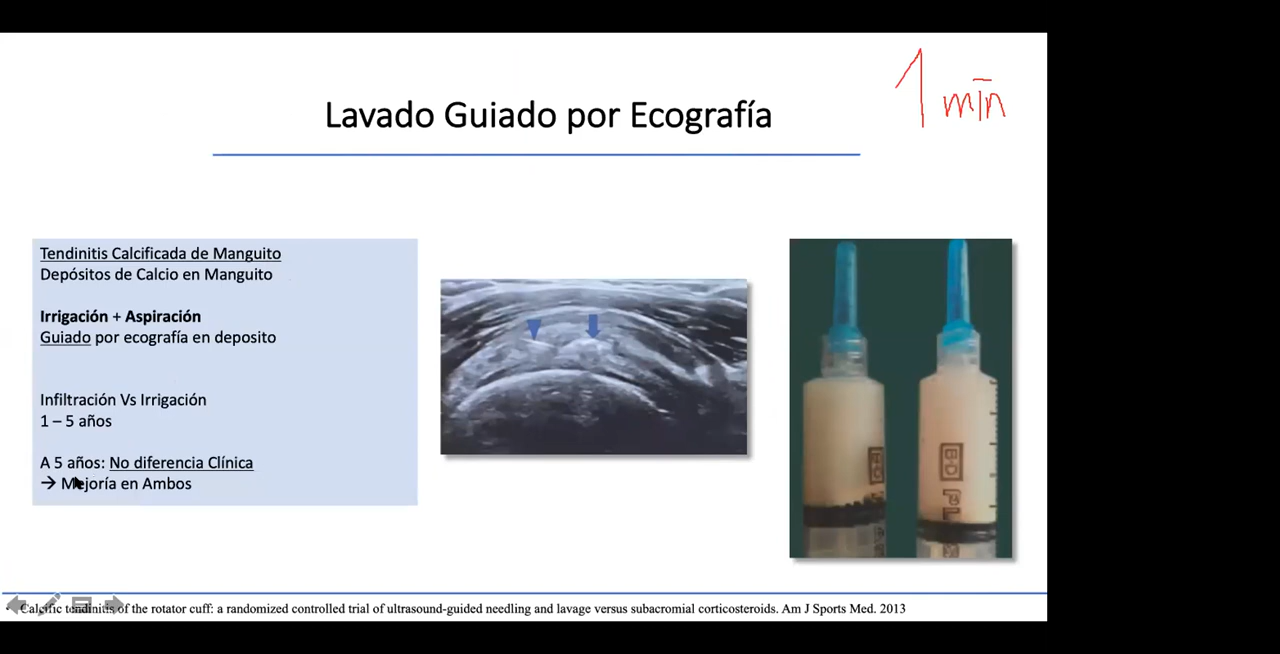 Lavado Guiado por Ecografía
1 min
Tendinitis Calcificada de Manguito
Depósitos de Calcio en Manguito
Irrigación + Aspiración
Guiado por ecografía en deposito
Infiltración Vs Irrigación
1 – 5 años
A 5 años: No diferencia Clínica
→ Mejoría en Ambos
BD
BD PL
• Calcific tendinitis of the rotator cuff: a randomized controlled trial of ultrasound-guided needling and lavage versus subacromial corticosteroids. Am J Sports Med. 2013